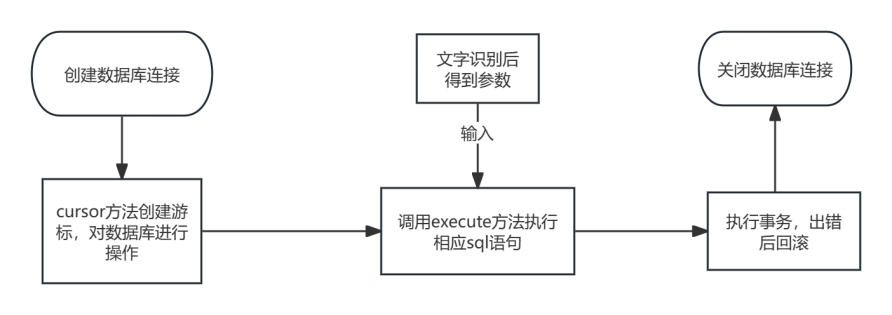 创建数据库连接
文字识别后
得到参数
关闭数据库连接
输入
cursor方法创建游
标，对数据库进行
操作
调用execute方法执行
相应sql语句
执行事务，出错
后回滚